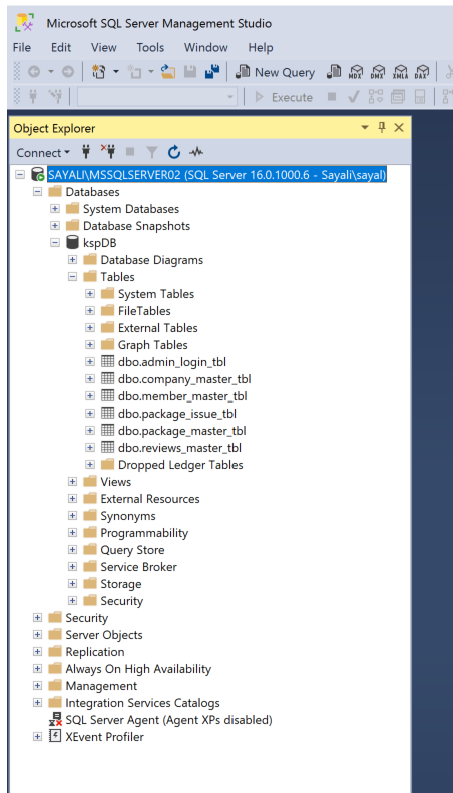 Microsoft SQL Server Management Studio
File Edit View Tools Window Help
New Query MDX DMX XMLA DAX
Execute
Object Explorer
Connect
SAYALI\MSSQLSERVER02 (SQL Server 16.0.1000.6 - Sayali\sayal)
Databases
System Databases
Database Snapshots
kspDB
Database Diagrams
Tables
System Tables
FileTables
External Tables
Graph Tables
dbo.admin_login_tbl
dbo.company_master_tbl
dbo.member_master_tbl
dbo.package_issue_tbl
dbo.package_master_tbl
dbo.reviews_master_tbl
Dropped Ledger Tables
Views
External Resources
Synonyms
Programmability
Query Store
Service Broker
Storage
Security
Security
Server Objects
Replication
Always On High Availability
Management
Integration Services Catalogs
SQL Server Agent (Agent XPs disabled)
XEvent Profiler